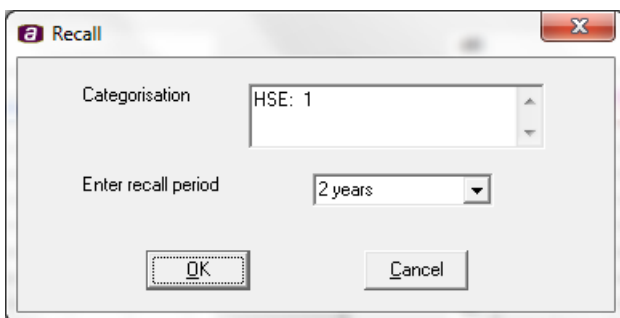 a Recall
Categorisation
HSE: 1
Enter recall period
2 years
OK
Cancel